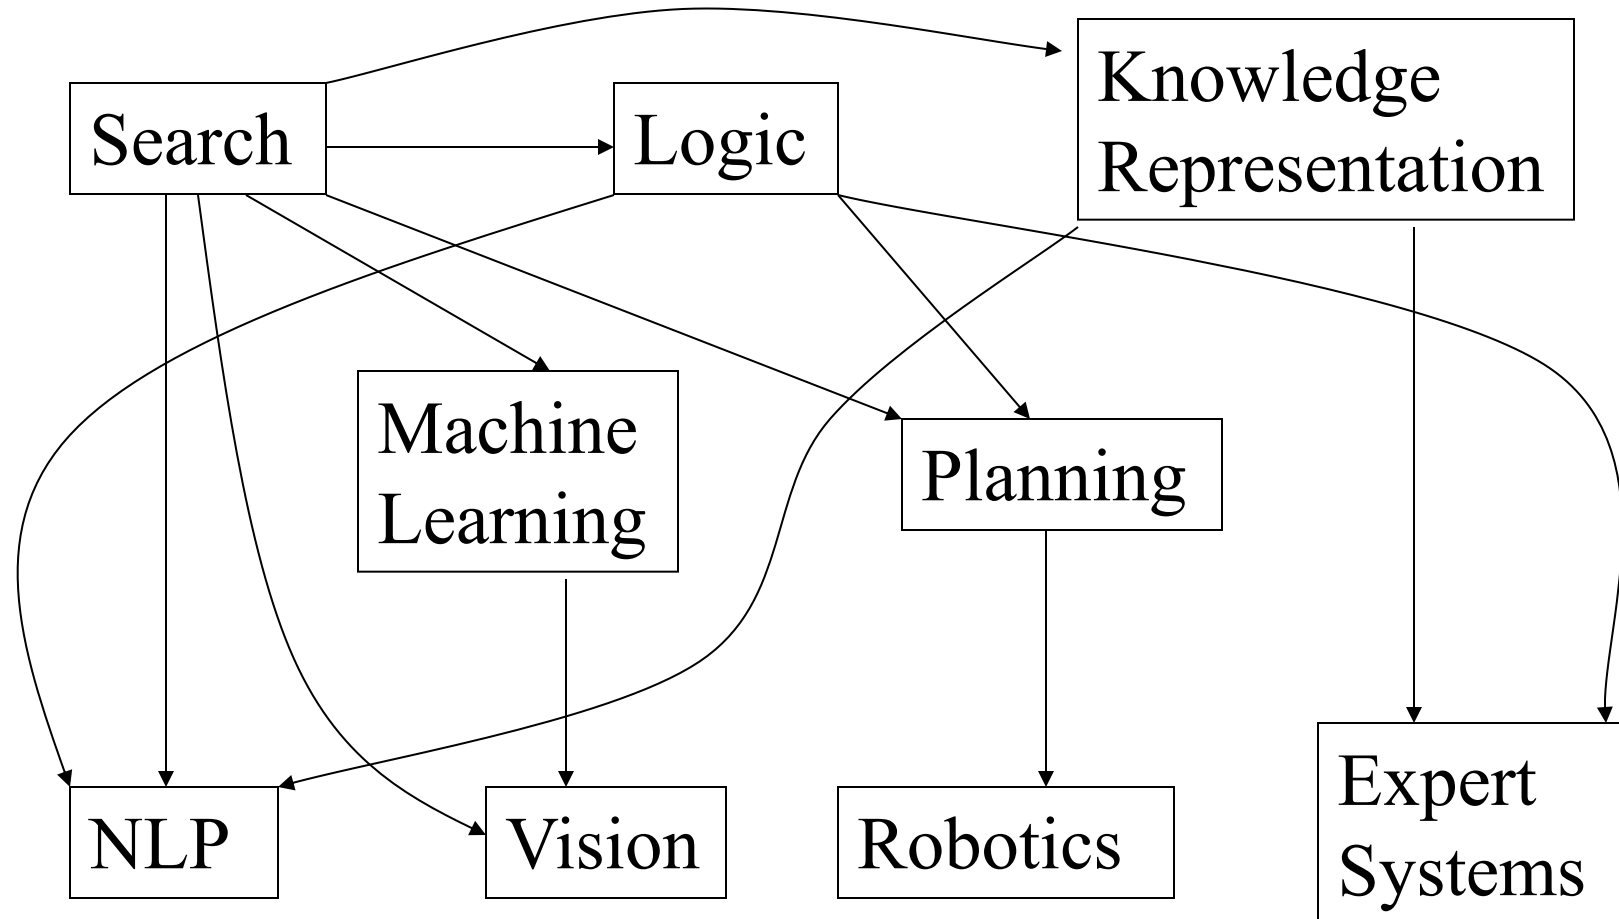 Search
Logic
Knowledge
Representation
Machine
Learning
Planning
NLP
Vision
Robotics
Expert
Systems